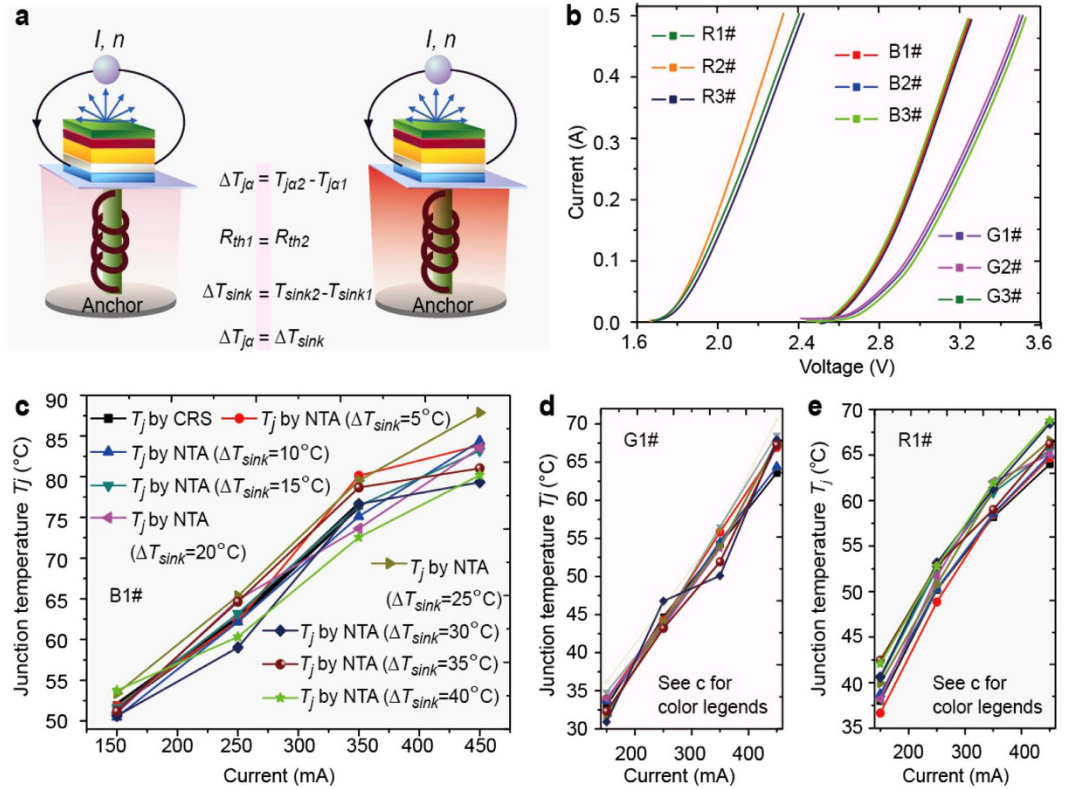 a
I, n
I, n
ΔTjα = Tjα2-Tjα1
Rth1 = Rth2
ΔTsink = Tsink2-Tsink1
ΔTjα = ΔTsink
Anchor
Anchor
b
0.5
0.4
0.3
0.2
0.1
0.0
Current (A)
R1#
R2#
R3#
B1#
B2#
B3#
G1#
G2#
G3#
1.6
2.0
2.4
2.8
3.2
3.6
Voltage (V)
c
90
85
80
75
70
65
60
55
50
Junction temperature Tj (°C)
Tj by CRS
Tj by NTA (ΔTsink=5°C)
Tj by NTA (ΔTsink=10°C)
Tj by NTA (ΔTsink=15°C)
Tj by NTA
(ΔTsink=20°C)
Tj by NTA
(ΔTsink=25°C)
B1#
Tj by NTA (ΔTsink=30°C)
Tj by NTA (ΔTsink=35°C)
Tj by NTA (ΔTsink=40°C)
150
200
250
300
350
400
450
Current (mA)
d
G1#
70
65
60
55
50
45
40
35
30
Junction temperature Tj (°C)
See c for
color legends
200
300
400
Current (mA)
e
R1#
70
65
60
55
50
45
40
35
Junction temperature Tj (°C)
See c for
color legends
200
300
400
Current (mA)